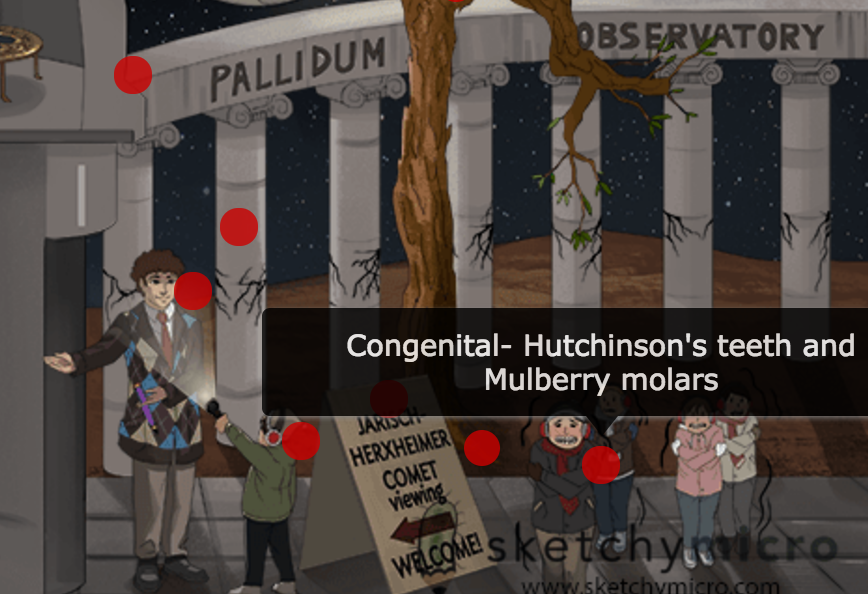 PALLIDUM OBSERVATORY
Congenital- Hutchinson's teeth and
Mulberry molars
JARISCH-
HERXHEIMER
COMET
viewing
WELCOME!
sketchymicro
www.sketchymicro.com